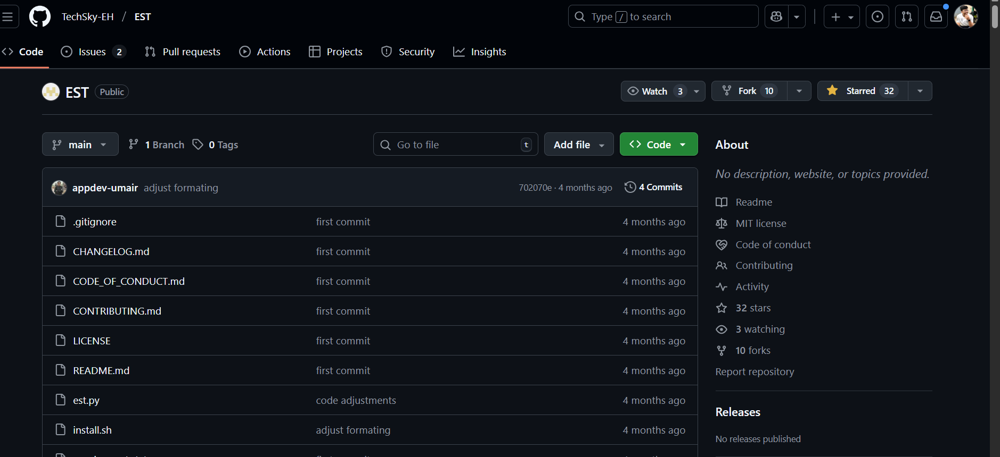 TechSky-EH / EST
Type / to search
Code
Issues 2
Pull requests
Actions
Projects
Security
Insights
EST Public
Watch 3
Fork 10
Starred 32
main
1 Branch
0 Tags
Go to file t
Add file
Code
appdev-umair adjust formating 702070e · 4 months ago 4 Commits
.gitignore first commit 4 months ago
CHANGELOG.md first commit 4 months ago
CODE_OF_CONDUCT.md first commit 4 months ago
CONTRIBUTING.md first commit 4 months ago
LICENSE first commit 4 months ago
README.md first commit 4 months ago
est.py code adjustments 4 months ago
install.sh adjust formating 4 months ago
About
No description, website, or topics provided.
Readme
MIT license
Code of conduct
Contributing
Activity
32 stars
3 watching
10 forks
Report repository
Releases
No releases published